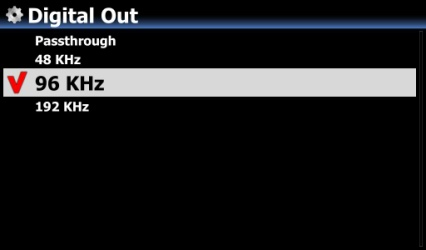 Digital Out
Passthrough
48 KHz
96 KHz
192 KHz